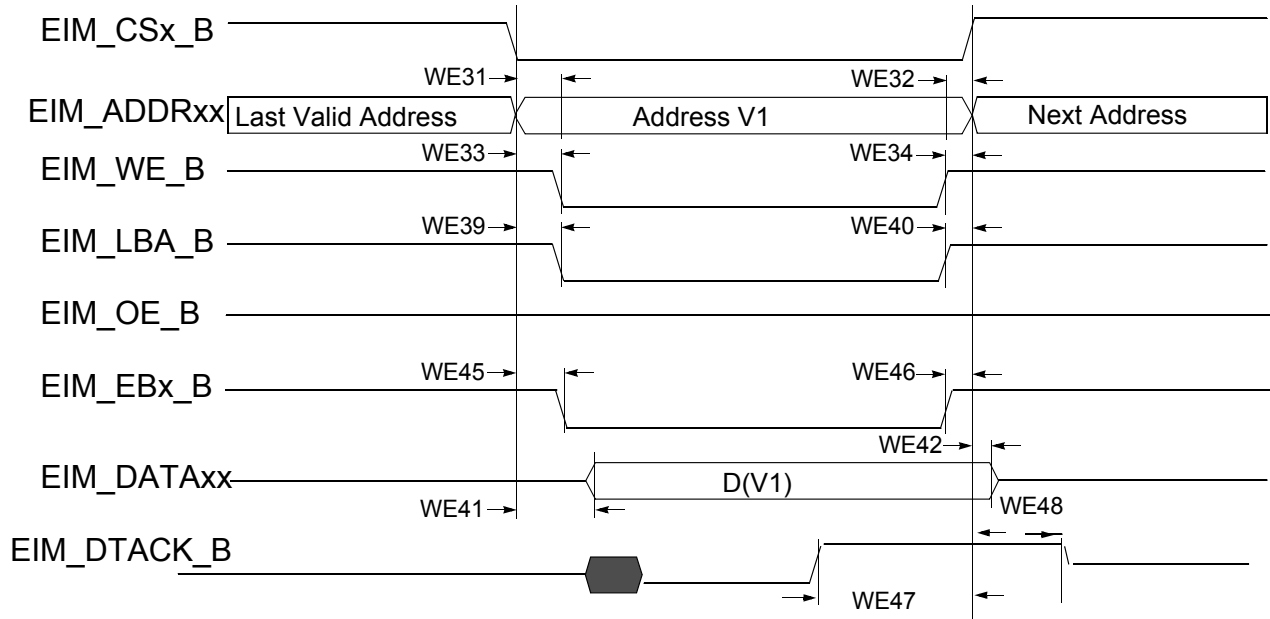 EIM_CSx_B
WE31 WE32
EIM_ADDRxx Last Valid Address Address V1 Next Address
WE33 WE34
EIM_WE_B
WE39 WE40
EIM_LBA_B
EIM_OE_B
WE45 WE46
EIM_EBx_B
WE42
EIM_DATAxx D(V1)
WE41 WE48
EIM_DTACK_B
WE47